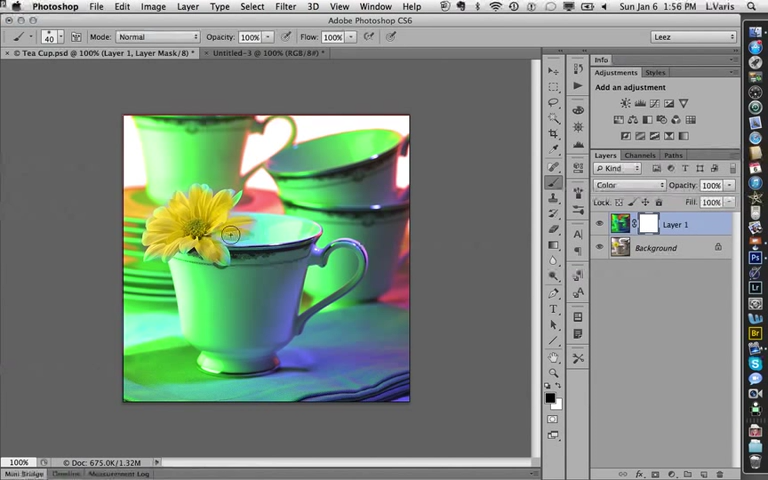 Photoshop File Edit Image Layer Type Select Filter 3D View Window Help Sun Jan 6 1:56 PM L.Varis
Adobe Photoshop CS6
40 Mode: Normal Opacity: 100% Flow: 100% Leez
× © Tea Cup.psd @ 100% (Layer 1, Layer Mask/8) * × Untitled-3 @ 100% (RGB/8#) *
Info
Adjustments Styles
Add an adjustment
Layers Channels Paths
Kind
Color Opacity: 100%
Lock: Fill: 100%
Layer 1
Background
100% Doc: 675.0K/1.32M
Mini Bridge Timeline Measurement Log